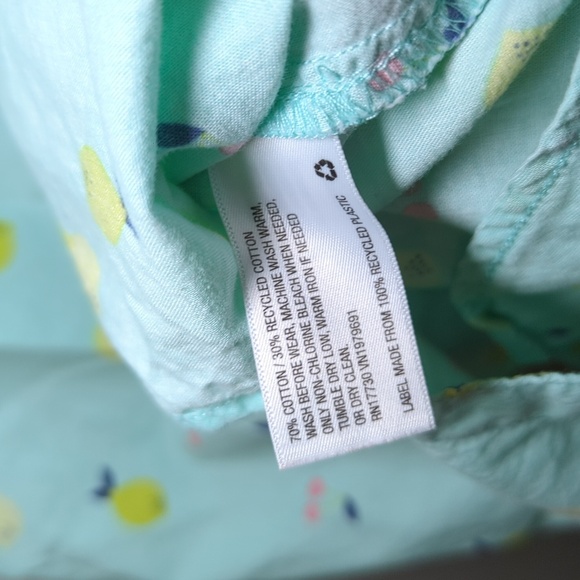 70% COTTON / 30% RECYCLED COTTON
WASH BEFORE WEAR, MACHINE WASH WARM,
ONLY NON-CHLORINE BLEACH WHEN NEEDED,
TUMBLE DRY LOW, WARM IRON IF NEEDED
OR DRY CLEAN.
RN17730 VN1979691
LABEL MADE FROM 100% RECYCLED PLASTIC